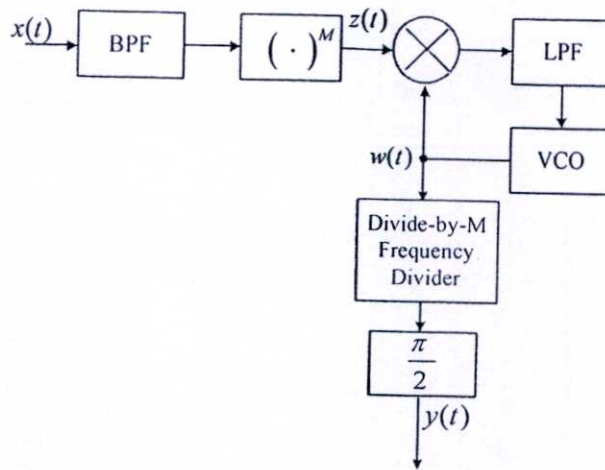 x(t)
BPF
( · )^M
z(t)
LPF
VCO
w(t)
Divide-by-M
Frequency
Divider
π
2
y(t)